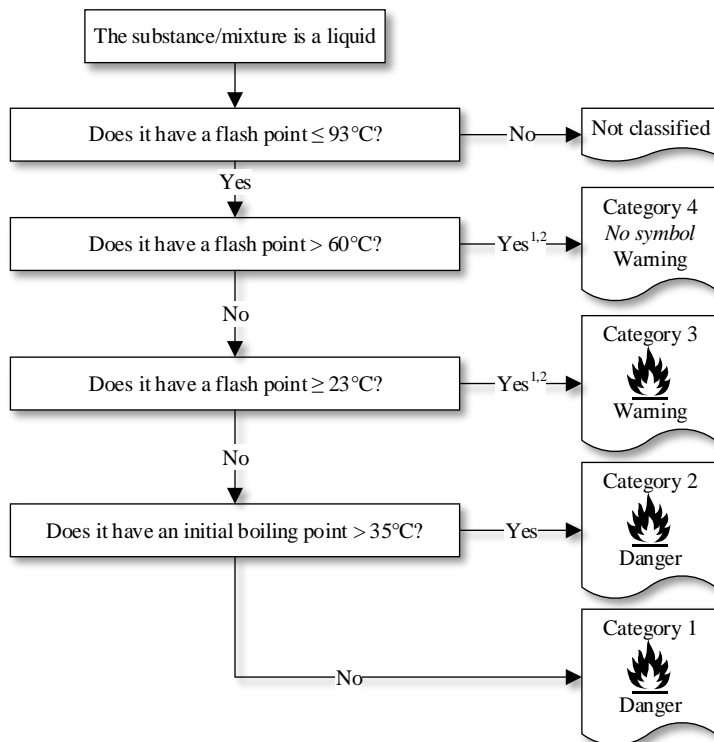 The substance/mixture is a liquid
Does it have a flash point ≤ 93°C?
No
Not classified
Yes
Does it have a flash point > 60°C?
Yes1,2
Category 4
No symbol
Warning
No
Does it have a flash point ≥ 23°C?
Yes1,2
Category 3
Warning
No
Does it have an initial boiling point > 35°C?
Yes
Category 2
Danger
No
Category 1
Danger